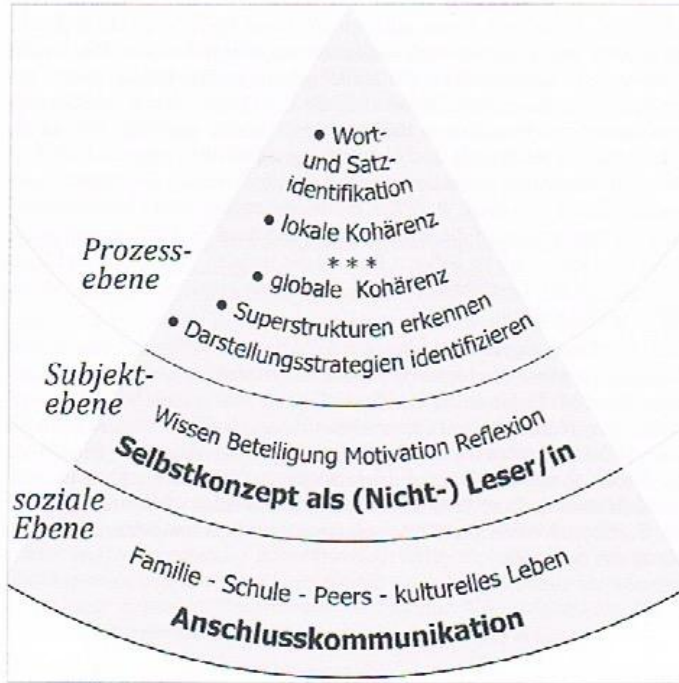 • Wort-
und Satz-
identifikation
• lokale Kohärenz
* * *
• globale Kohärenz
• Superstrukturen erkennen
• Darstellungsstrategien identifizieren
Prozess-
ebene
Wissen Beteiligung Motivation Reflexion
Selbstkonzept als (Nicht-) Leser/in
Subjekt-
ebene
Familie - Schule - Peers - kulturelles Leben
Anschlusskommunikation
soziale
Ebene